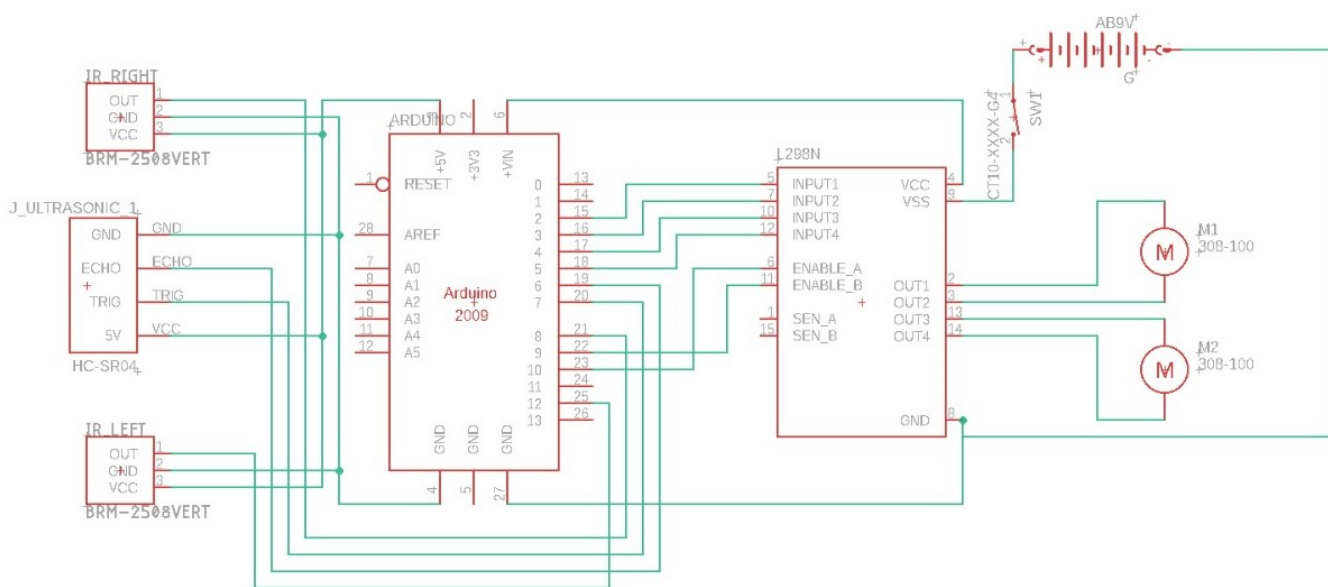 AB9V
G
SW1
CT10-XXXX-G4
1
2
IR_RIGHT
OUT 1
GND 2
VCC 3
BRM-2508VERT
J_ULTRASONIC_1
GND GND
ECHO ECHO
TRIG TRIG
5V VCC
HC-SR04
IR_LEFT
OUT 1
GND 2
VCC 3
BRM-2508VERT
ARDUINO
2 6
+5V +3V3 +VIN
1 RESET
28 AREF
7 A0
8 A1
9 A2
10 A3
11 A4
12 A5
Arduino
2009
0 13
1 14
2 15
3 16
4 17
5 18
6 19
7 20
8 21
9 22
10 23
11 24
12 25
13 26
GND GND GND
4 5 27
L298N
5 INPUT1
7 INPUT2
10 INPUT3
12 INPUT4
6 ENABLE_A
11 ENABLE_B
1 SEN_A
15 SEN_B
VCC 4
VSS 9
OUT1 2
OUT2 3
OUT3 13
OUT4 14
GND 8
M
M1
308-100
M
M2
308-100